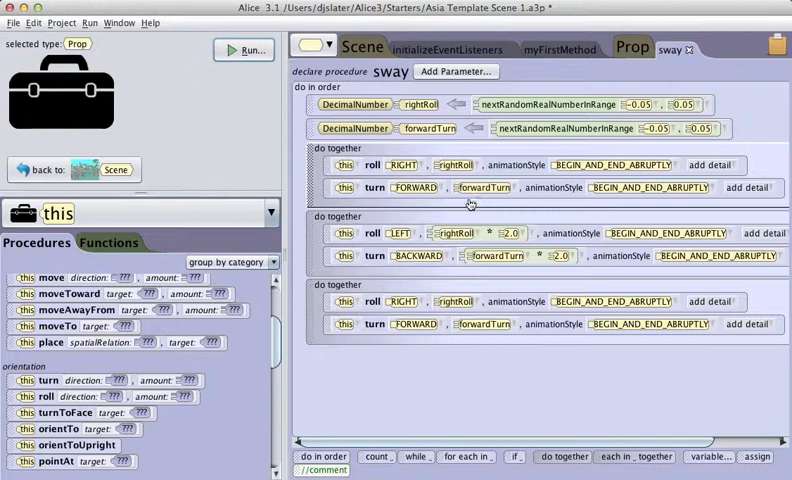 Alice 3.1 /Users/djslater/Alice3/Starters/Asia Template Scene 1.a3p *
File Edit Project Run Window Help
selected type: Prop
Run...
back to: Scene
this
Procedures Functions
group by category
this move direction: ??? , amount: ???
this moveToward target: ??? , amount: ???
this moveAwayFrom target: ??? , amount: ???
this moveTo target: ???
this place spatialRelation: ??? , target: ???
orientation
this turn direction: ??? , amount: ???
this roll direction: ??? , amount: ???
this turnToFace target: ???
this orientTo target: ???
this orientToUpright
this pointAt target: ???
Scene initializeEventListeners myFirstMethod Prop sway
declare procedure sway Add Parameter...
do in order
DecimalNumber rightRoll nextRandomRealNumberInRange -0.05 , 0.05
DecimalNumber forwardTurn nextRandomRealNumberInRange -0.05 , 0.05
do together
this roll RIGHT , rightRoll , animationStyle BEGIN_AND_END_ABRUPTLY add detail
this turn FORWARD , forwardTurn , animationStyle BEGIN_AND_END_ABRUPTLY add detail
do together
this roll LEFT , rightRoll * 2.0 , animationStyle BEGIN_AND_END_ABRUPTLY add detail
this turn BACKWARD , forwardTurn * 2.0 , animationStyle BEGIN_AND_END_ABRUPTLY
do together
this roll RIGHT , rightRoll , animationStyle BEGIN_AND_END_ABRUPTLY add detail
this turn FORWARD , forwardTurn , animationStyle BEGIN_AND_END_ABRUPTLY add detail
do in order count _ while _ for each in _ if _ do together each in _ together variable... assign
//comment